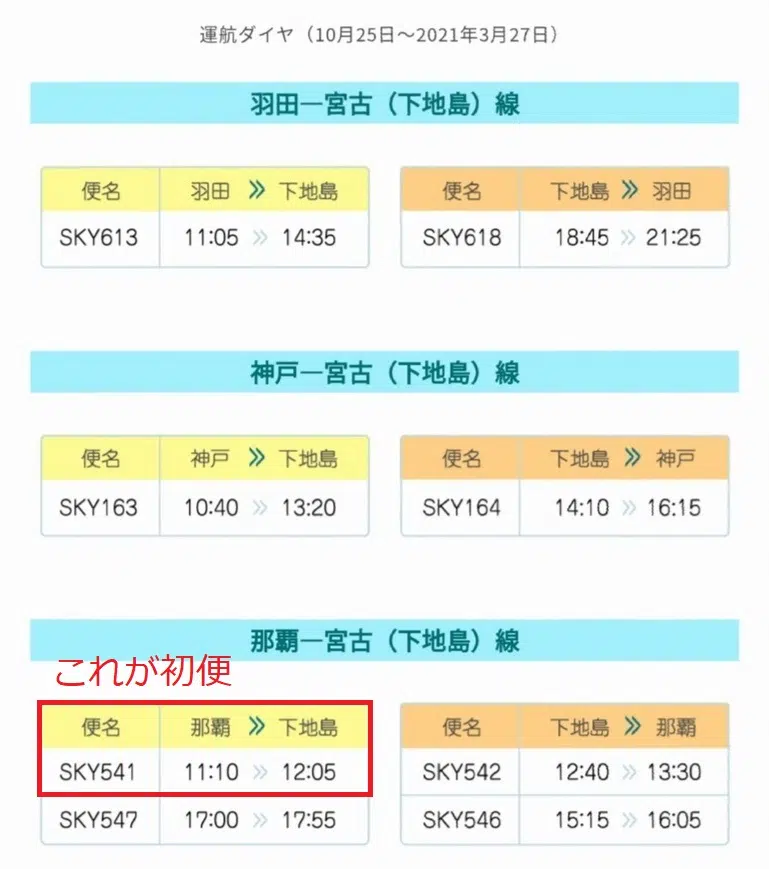 運航ダイヤ（10月25日～2021年3月27日）
羽田―宮古（下地島）線
便名 羽田 》 下地島
SKY613 11:05 》 14:35
便名 下地島 》 羽田
SKY618 18:45 》 21:25
神戸―宮古（下地島）線
便名 神戸 》 下地島
SKY163 10:40 》 13:20
便名 下地島 》 神戸
SKY164 14:10 》 16:15
那覇―宮古（下地島）線
これが初便
便名 那覇 》 下地島
SKY541 11:10 》 12:05
SKY547 17:00 》 17:55
便名 下地島 》 那覇
SKY542 12:40 》 13:30
SKY546 15:15 》 16:05